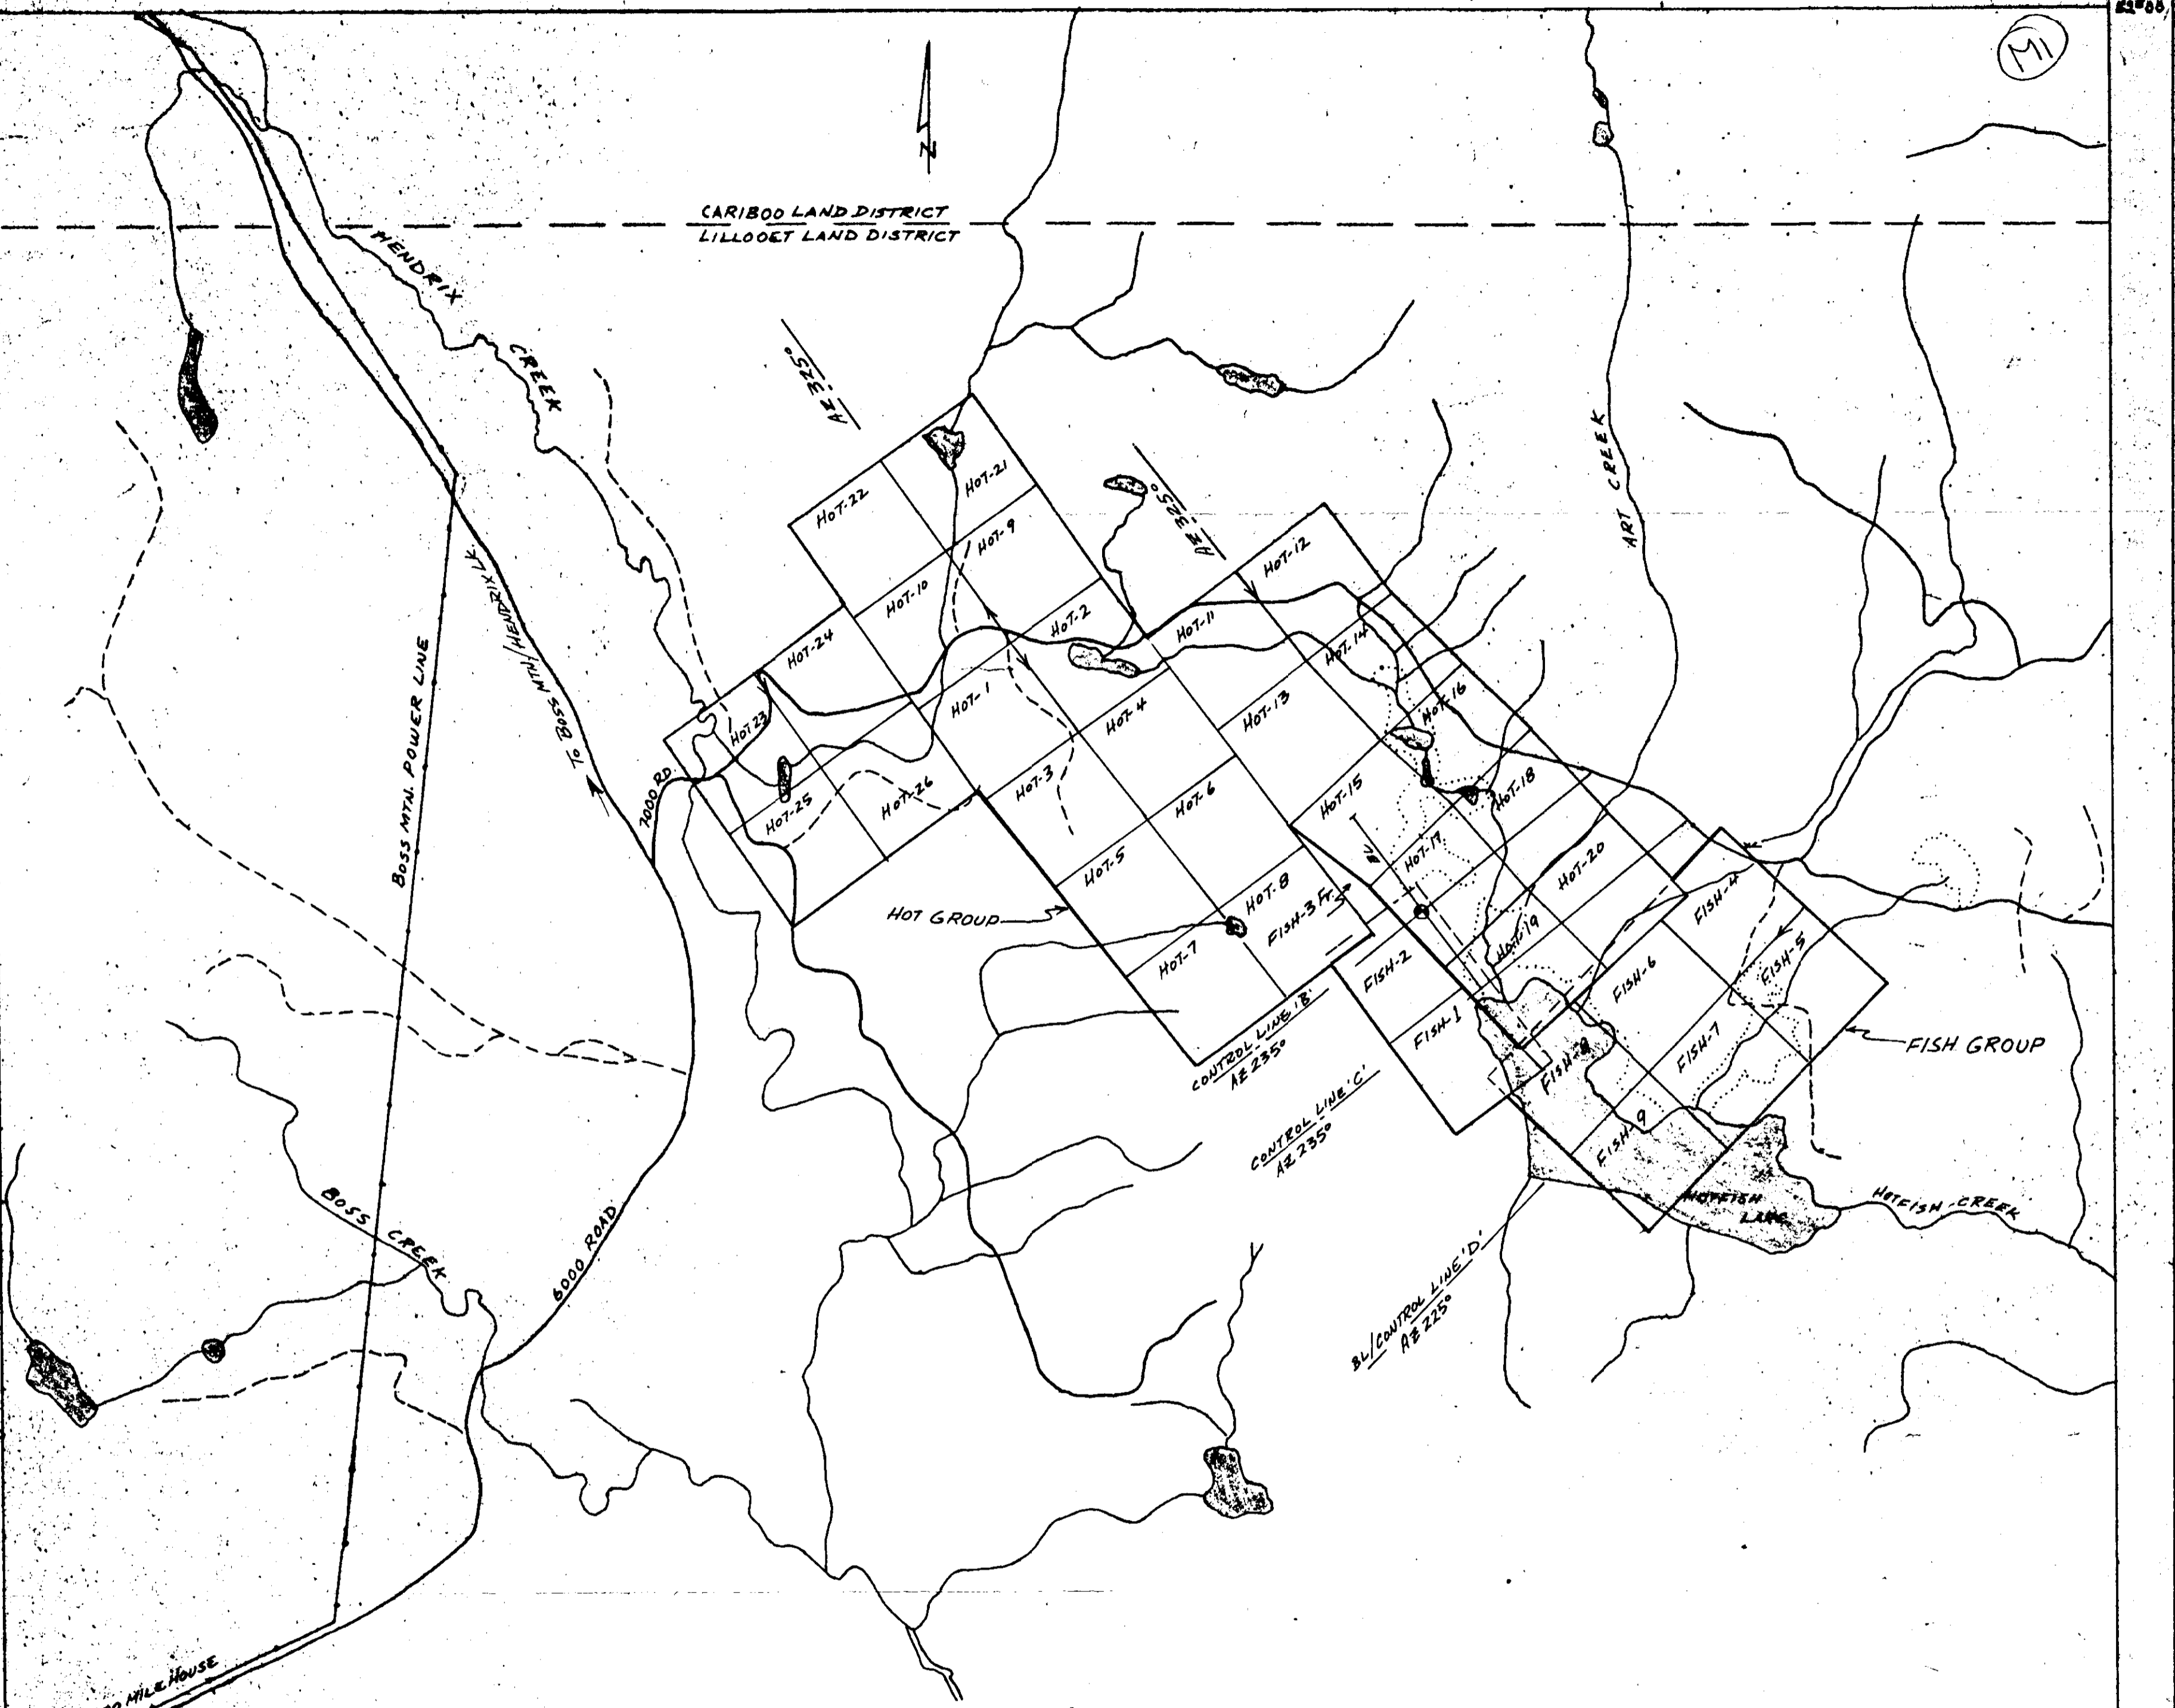 52°00'
M1
N
CARIBOO LAND DISTRICT
LILLOOET LAND DISTRICT
HENDRIX
CREEK
AZ 325°
AZ 325°
ART CREEK
HOT-22
HOT-21
HOT-9
HOT-10
HOT-12
HOT-2
HOT-11
HOT-24
HOT-14
HOT-1
HOT-4
HOT-13
HOT-16
HOT-23
HOT-3
HOT-26
HOT-25
HOT-6
HOT-15
HOT-18
HOT-5
HOT-8
HOT-17
HOT-20
HOT-7
HOT-19
FISH-3 Fr.
BL
FISH-4
FISH-5
FISH-2
FISH-6
FISH-1
FISH-7
FISH-8
FISH-9
HOT GROUP
FISH GROUP
BOSS MTN. POWER LINE
TO BOSS MTN/HENDRIX LK.
7000 RD.
6000 ROAD
CONTROL LINE 'B'
AZ 235°
CONTROL LINE 'C'
AZ 235°
BL/CONTROL LINE 'D'
AZ 225°
HOTFISH
LAKE
HOTFISH CREEK
BOSS CREEK
MILE HOUSE